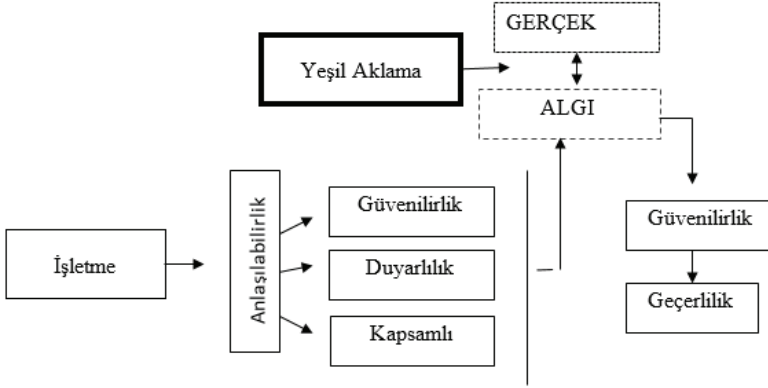 GERÇEK
Yeşil Aklama
ALGI
Anlaşılabilirlik
Güvenilirlik
Güvenilirlik
İşletme
Duyarlılık
Geçerlilik
Kapsamlı